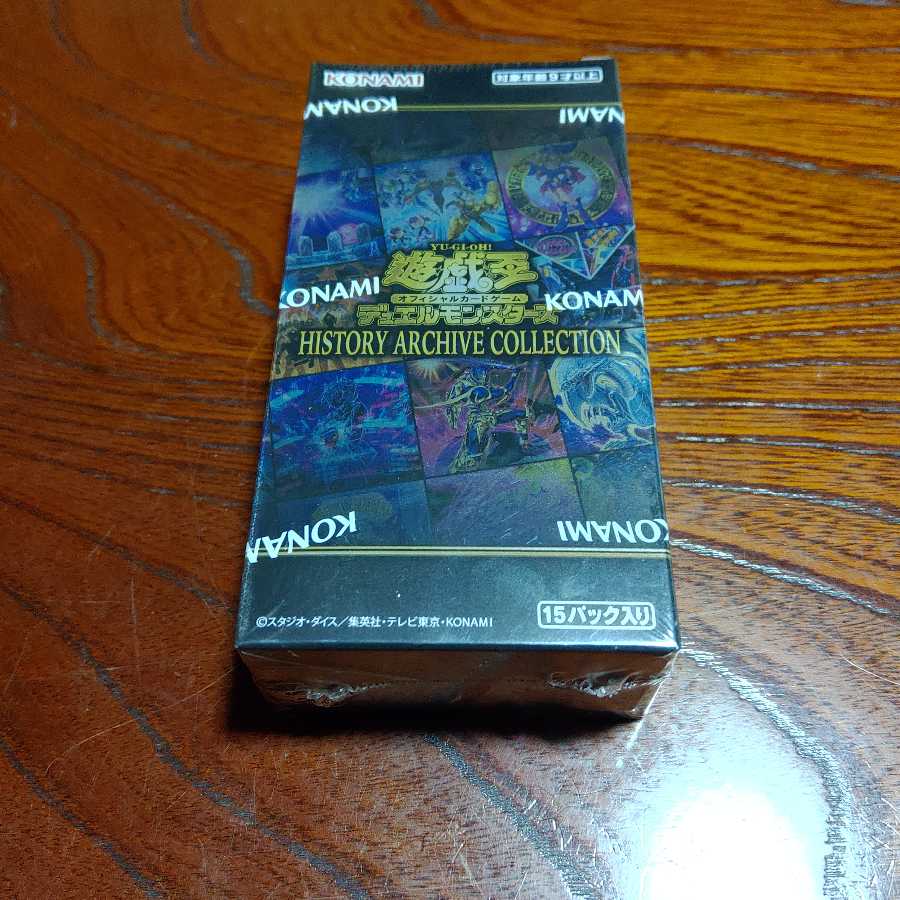 KONAMI
対象年齢9才以上
KONAMI
KONAMI
YU-GI-OH!
遊戯王
オフィシャルカードゲーム
デュエルモンスターズ
KONAMI
KONAMI
HISTORY ARCHIVE COLLECTION
KONAMI
KONAMI
KONAMI
15パック入り
©スタジオ・ダイス／集英社・テレビ東京・KONAMI